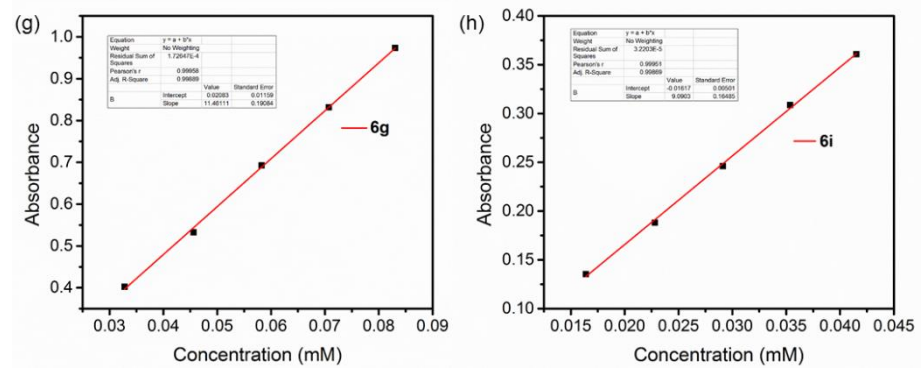 (g)
Equation y = a + b*x
Weight No Weighting
Residual Sum of Squares 1.72647E-4
Pearson's r 0.99958
Adj. R-Square 0.99889
Value Standard Error
B Intercept 0.02083 0.01159
Slope 11.46111 0.19084
6g
Absorbance
1.0
0.9
0.8
0.7
0.6
0.5
0.4
0.03 0.04 0.05 0.06 0.07 0.08 0.09
Concentration (mM)
(h)
Equation y = a + b*x
Weight No Weighting
Residual Sum of Squares 3.2203E-5
Pearson's r 0.99951
Adj. R-Square 0.99869
Value Standard Error
B Intercept -0.01617 0.00501
Slope 9.0903 0.16485
6i
Absorbance
0.40
0.35
0.30
0.25
0.20
0.15
0.10
0.015 0.020 0.025 0.030 0.035 0.040 0.045
Concentration (mM)